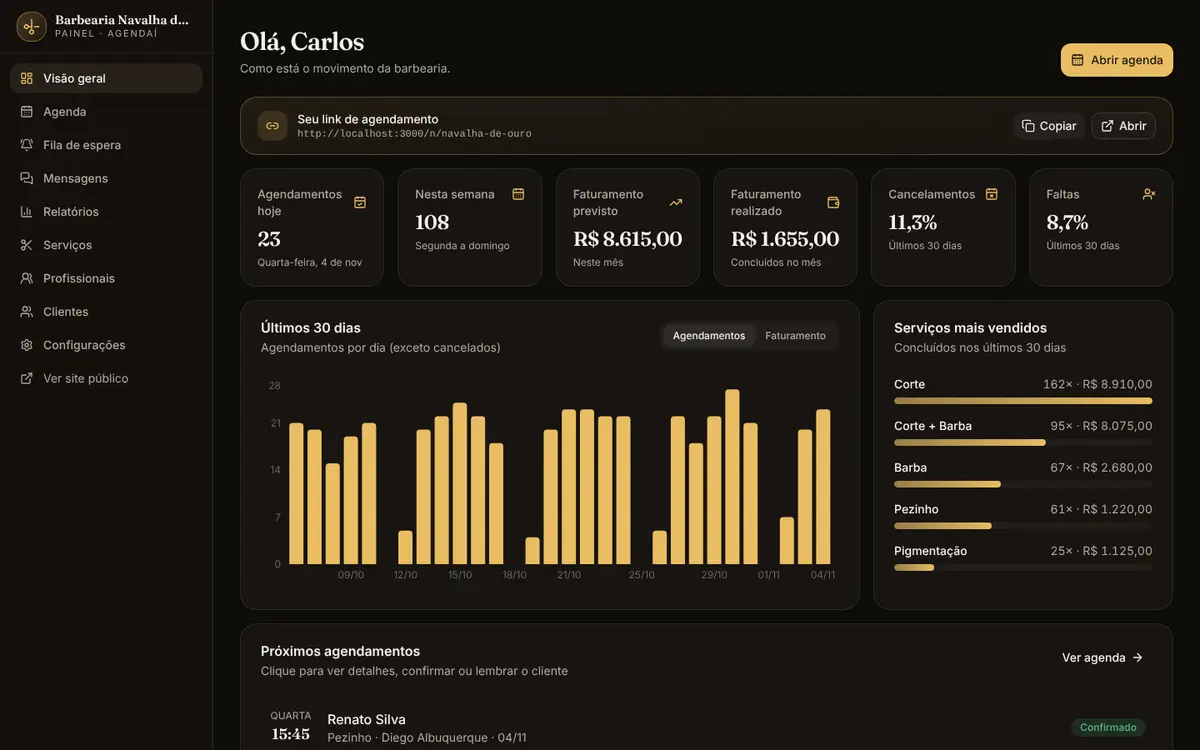 Barbearia Navalha d...
PAINEL · AGENDAÍ
Visão geral
Agenda
Fila de espera
Mensagens
Relatórios
Serviços
Profissionais
Clientes
Configurações
Ver site público
Olá, Carlos
Como está o movimento da barbearia.
Abrir agenda
Seu link de agendamento
http://localhost:3000/n/navalha-de-ouro
Copiar
Abrir
Agendamentos
hoje
23
Quarta-feira, 4 de nov
Nesta semana
108
Segunda a domingo
Faturamento
previsto
R$ 8.615,00
Neste mês
Faturamento
realizado
R$ 1.655,00
Concluídos no mês
Cancelamentos
11,3%
Últimos 30 dias
Faltas
8,7%
Últimos 30 dias
Últimos 30 dias
Agendamentos por dia (exceto cancelados)
Agendamentos
Faturamento
28
21
14
7
0
09/10 12/10 15/10 18/10 21/10 25/10 29/10 01/11 04/11
Serviços mais vendidos
Concluídos nos últimos 30 dias
Corte 162× · R$ 8.910,00
Corte + Barba 95× · R$ 8.075,00
Barba 67× · R$ 2.680,00
Pezinho 61× · R$ 1.220,00
Pigmentação 25× · R$ 1.125,00
Próximos agendamentos
Clique para ver detalhes, confirmar ou lembrar o cliente
Ver agenda
QUARTA
15:45
Renato Silva
Pezinho · Diego Albuquerque · 04/11
Confirmado